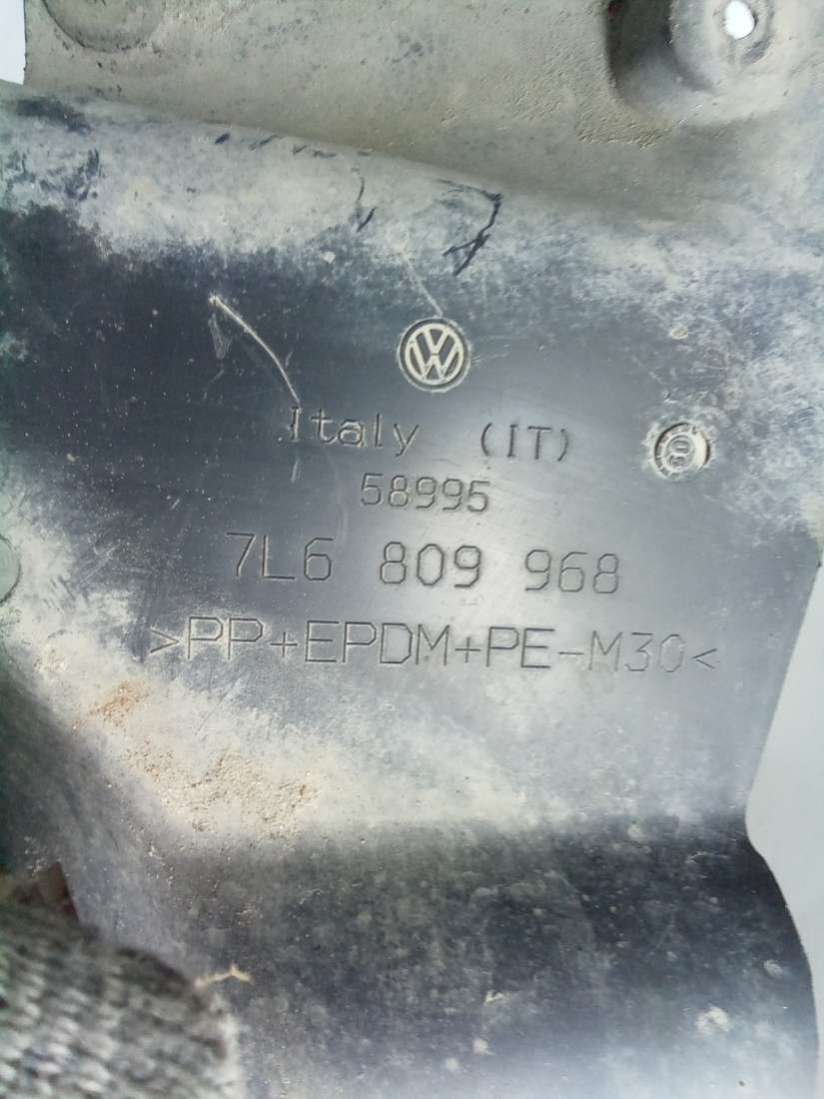 Italy (IT)
58995
7L6 809 968
>PP+EPDM+PE-M30<